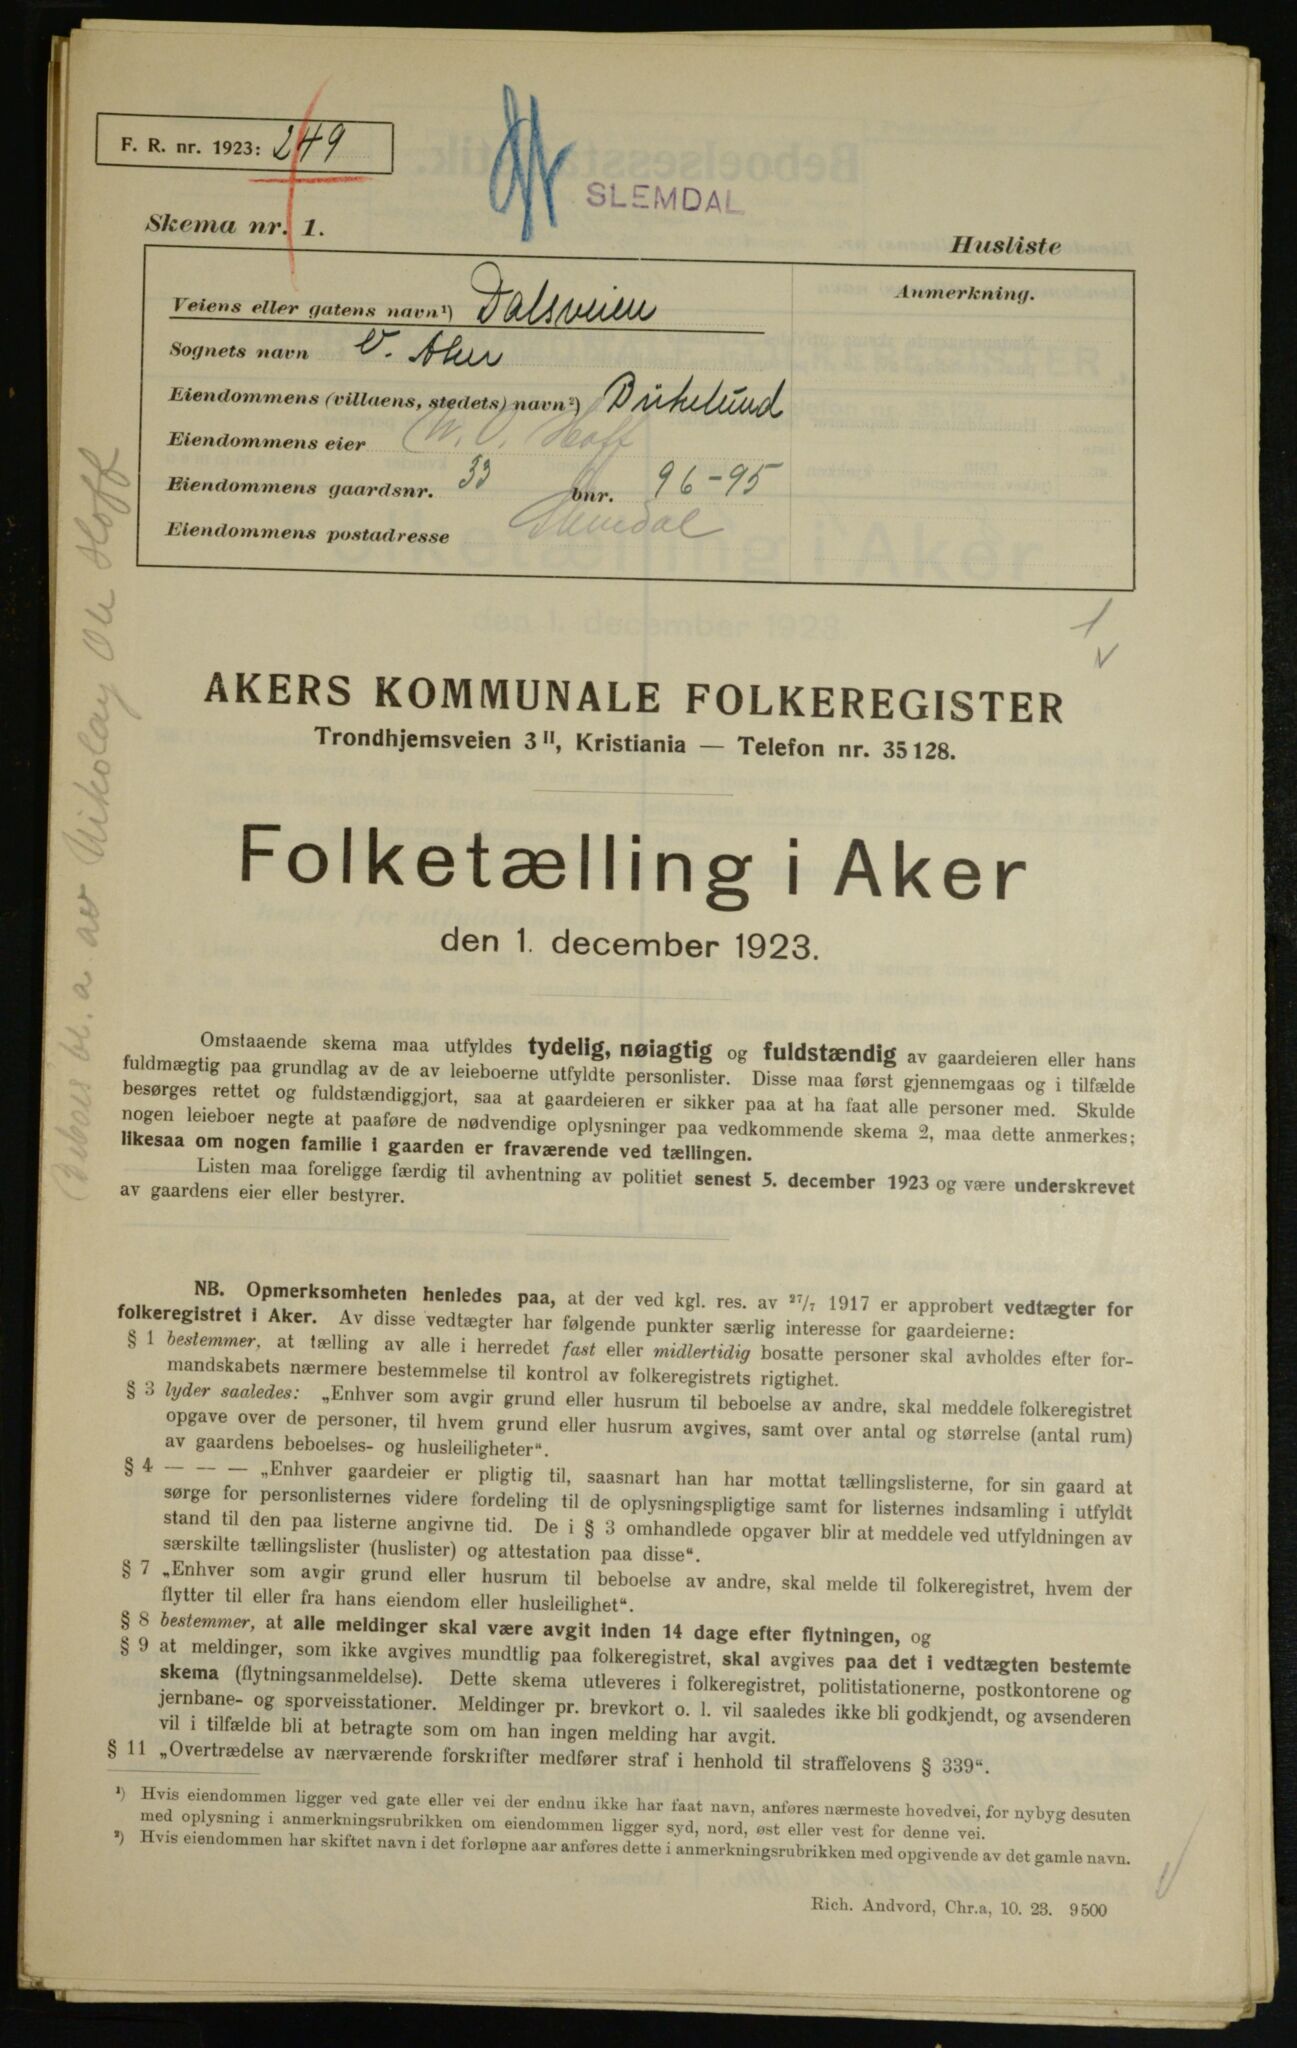 F. R. nr. 1923: 249
SLEMDAL
Skema nr. 1.
Husliste
Veiens eller gatens navn¹) Dalsveien
Anmerkning.
Sognets navn V. Aker
Eiendommens (villaens, stedets) navn²) Birkelund
Eiendommens eier N. O. Hoff
Eiendommens gaardsnr. 33 bnr. 96-95
Eiendommens postadresse Slemdal
1
Beboes bl. a av Nikolay Ole Hoff
AKERS KOMMUNALE FOLKEREGISTER
Trondhjemsveien 3 II, Kristiania — Telefon nr. 35128.
Folketælling i Aker
den 1. december 1923.
Omstaaende skema maa utfyldes tydelig, nøiagtig og fuldstændig av gaardeieren eller hans
fuldmægtig paa grundlag av de av leieboerne utfyldte personlister. Disse maa først gjennemgaas og i tilfælde
besørges rettet og fuldstændiggjort, saa at gaardeieren er sikker paa at ha faat alle personer med. Skulde
nogen leieboer negte at paaføre de nødvendige oplysninger paa vedkommende skema 2, maa dette anmerkes;
likesaa om nogen familie i gaarden er fraværende ved tællingen.
Listen maa foreligge færdig til avhentning av politiet senest 5. december 1923 og være underskrevet
av gaardens eier eller bestyrer.
NB. Opmerksomheten henledes paa, at der ved kgl. res. av 27/7 1917 er approbert vedtægter for
folkeregistret i Aker. Av disse vedtægter har følgende punkter særlig interesse for gaardeierne:
§ 1 bestemmer, at tælling av alle i herredet fast eller midlertidig bosatte personer skal avholdes efter for-
mandskabets nærmere bestemmelse til kontrol av folkeregistrets rigtighet.
§ 3 lyder saaledes: „Enhver som avgir grund eller husrum til beboelse av andre, skal meddele folkeregistret
opgave over de personer, til hvem grund eller husrum avgives, samt over antal og størrelse (antal rum)
av gaardens beboelses- og husleiligheter“.
§ 4 — — — „Enhver gaardeier er pligtig til, saasnart han har mottat tællingslisterne, for sin gaard at
sørge for personlisternes videre fordeling til de oplysningspligtige samt for listernes indsamling i utfyldt
stand til den paa listerne angivne tid. De i § 3 omhandlede opgaver blir at meddele ved utfyldningen av
særskilte tællingslister (huslister) og attestation paa disse“.
§ 7 „Enhver som avgir grund eller husrum til beboelse av andre, skal melde til folkeregistret, hvem der
flytter til eller fra hans eiendom eller husleilighet“.
§ 8 bestemmer, at alle meldinger skal være avgit inden 14 dage efter flytningen, og
§ 9 at meldinger, som ikke avgives mundtlig paa folkeregistret, skal avgives paa det i vedtægten bestemte
skema (flytningsanmeldelse). Dette skema utleveres i folkeregistret, politistationerne, postkontorene og
jernbane- og sporveisstationer. Meldinger pr. brevkort o. l. vil saaledes ikke bli godkjendt, og avsenderen
vil i tilfælde bli at betragte som om han ingen melding har avgit.
§ 11 „Overtrædelse av nærværende forskrifter medfører straf i henhold til straffelovens § 339“.
¹) Hvis eiendommen ligger ved gate eller vei der endnu ikke har faat navn, anføres nærmeste hovedvei, for nybyg desuten
med oplysning i anmerkningsrubrikken om eiendommen ligger syd, nord, øst eller vest for denne vei.
²) Hvis eiendommen har skiftet navn i det forløpne aar anføres dette i anmerkningsrubrikken med opgivende av det gamle navn.
Rich. Andvord, Chr.a, 10. 23. 9500